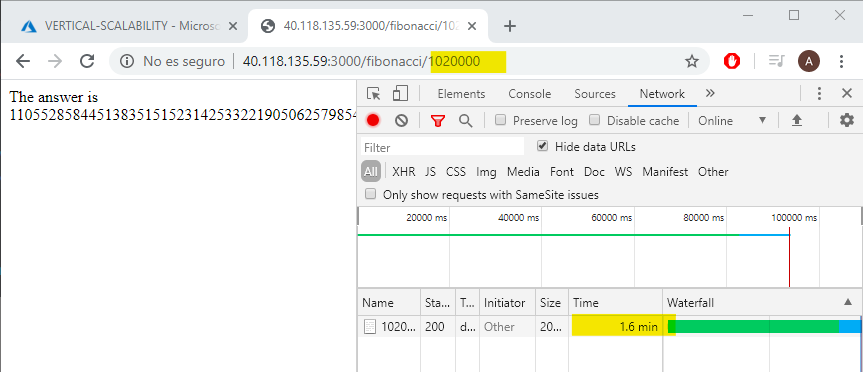 VERTICAL-SCALABILITY - Microso
40.118.135.59:3000/fibonacci/102
No es seguro | 40.118.135.59:3000/fibonacci/1020000
A
The answer is
Elements Console Sources Network
Preserve log Disable cache Online
Filter
Hide data URLs
All XHR JS CSS Img Media Font Doc WS Manifest Other
Only show requests with SameSite issues
20000 ms 40000 ms 60000 ms 80000 ms 100000 ms
Name Sta... T... Initiator Size Time Waterfall
1020... 200 d... Other 20... 1.6 min